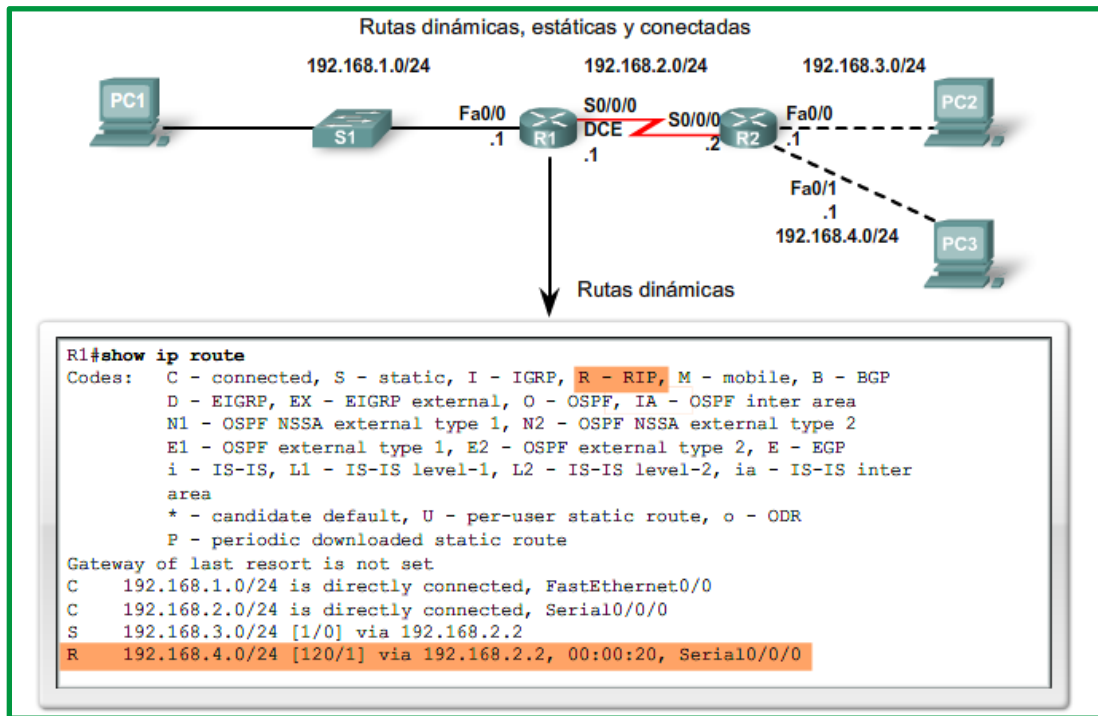 Rutas dinámicas, estáticas y conectadas
192.168.1.0/24
192.168.2.0/24
192.168.3.0/24
PC1
S1
Fa0/0
.1
R1
S0/0/0
DCE
.1
S0/0/0
.2
R2
Fa0/0
.1
PC2
Fa0/1
.1
192.168.4.0/24
PC3
Rutas dinámicas
R1#show ip route
Codes: C - connected, S - static, I - IGRP, R - RIP, M - mobile, B - BGP
D - EIGRP, EX - EIGRP external, O - OSPF, IA - OSPF inter area
N1 - OSPF NSSA external type 1, N2 - OSPF NSSA external type 2
E1 - OSPF external type 1, E2 - OSPF external type 2, E - EGP
i - IS-IS, L1 - IS-IS level-1, L2 - IS-IS level-2, ia - IS-IS inter
area
* - candidate default, U - per-user static route, o - ODR
P - periodic downloaded static route
Gateway of last resort is not set
C 192.168.1.0/24 is directly connected, FastEthernet0/0
C 192.168.2.0/24 is directly connected, Serial0/0/0
S 192.168.3.0/24 [1/0] via 192.168.2.2
R 192.168.4.0/24 [120/1] via 192.168.2.2, 00:00:20, Serial0/0/0